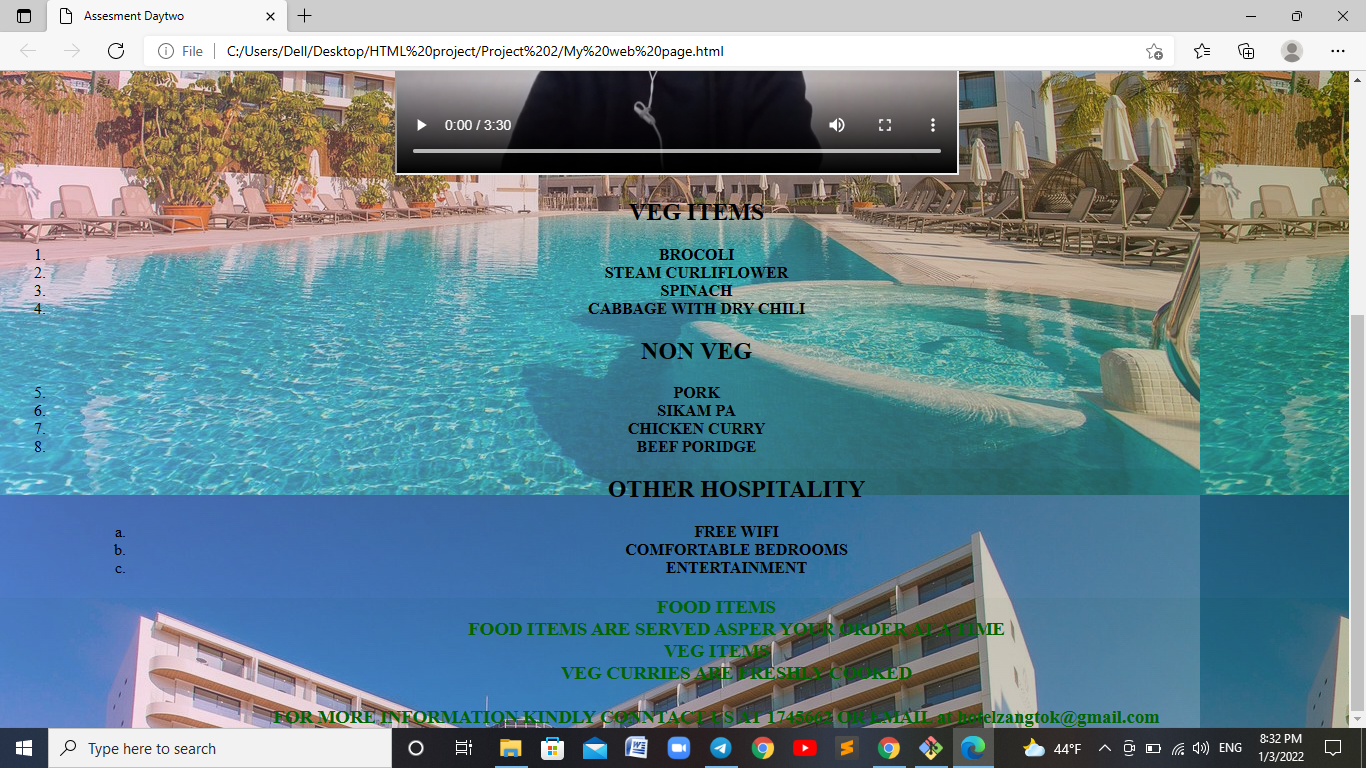 Assesment Daytwo
File
C:/Users/Dell/Desktop/HTML%20project/Project%202/My%20web%20page.html
0:00 / 3:30
VEG ITEMS
1. BROCOLI
2. STEAM CURLIFLOWER
3. SPINACH
4. CABBAGE WITH DRY CHILI
NON VEG
5. PORK
6. SIKAM PA
7. CHICKEN CURRY
8. BEEF PORIDGE
OTHER HOSPITALITY
a. FREE WIFI
b. COMFORTABLE BEDROOMS
c. ENTERTAINMENT
FOOD ITEMS
FOOD ITEMS ARE SERVED ASPER YOUR ORDER AT A TIME
VEG ITEMS
VEG CURRIES ARE FRESHLY COOKED
FOR MORE INFORMATION KINDLY CONNTACT US AT OR EMAIL at hotelzangtok@gmail.com
Type here to search
44°F
ENG
8:32 PM
1/3/2022